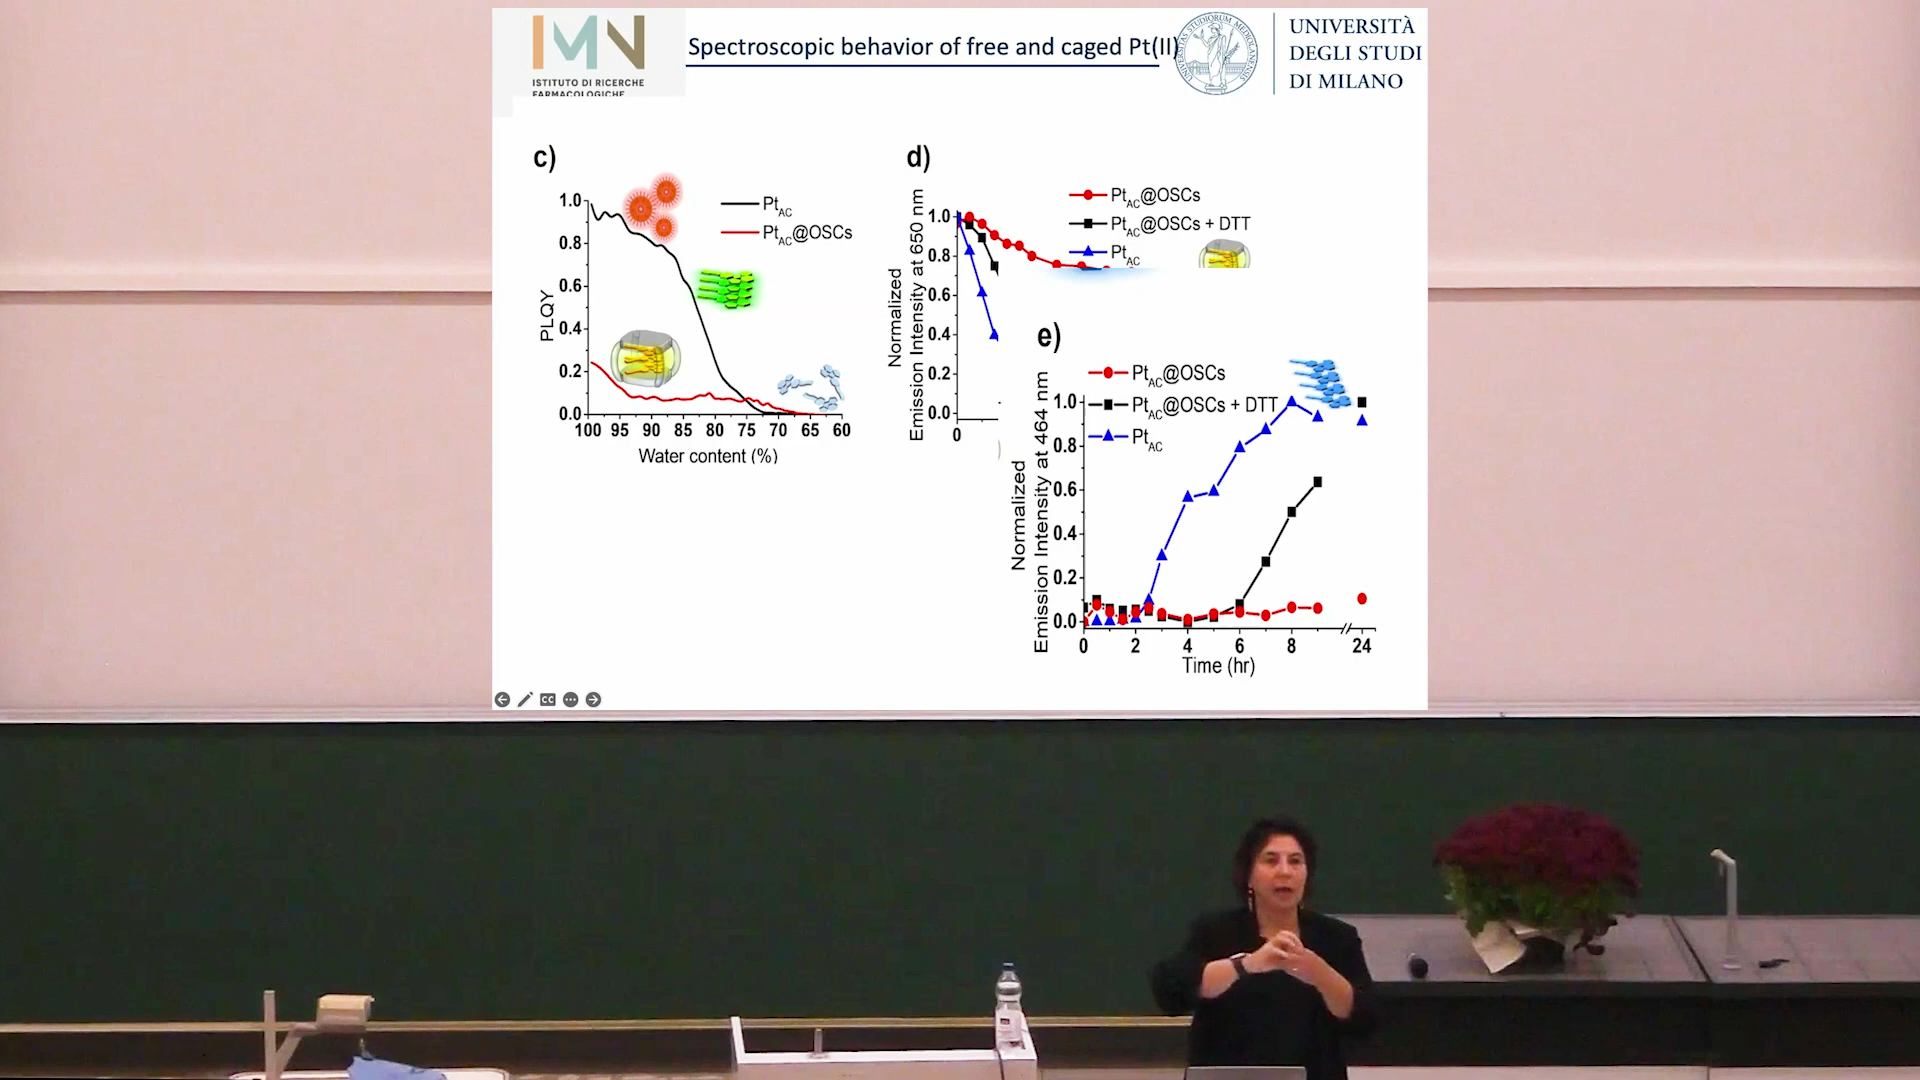 IMN
ISTITUTO DI RICERCHE
FARMACOLOGICHE
Spectroscopic behavior of free and caged Pt(II)
UNIVERSITÀ
DEGLI STUDI
DI MILANO
c)
PLQY
1.0
0.8
0.6
0.4
0.2
0.0
100 95 90 85 80 75 70 65 60
Water content (%)
PtAC
PtAC@OSCs
d)
Normalized
Emission Intensity at 650 nm
1.0
0.8
0.6
0.4
0.2
0.0
0
PtAC@OSCs
PtAC@OSCs + DTT
PtAC
e)
Normalized
Emission Intensity at 464 nm
1.0
0.8
0.6
0.4
0.2
0.0
0 2 4 6 8 24
Time (hr)
PtAC@OSCs
PtAC@OSCs + DTT
PtAC
CC